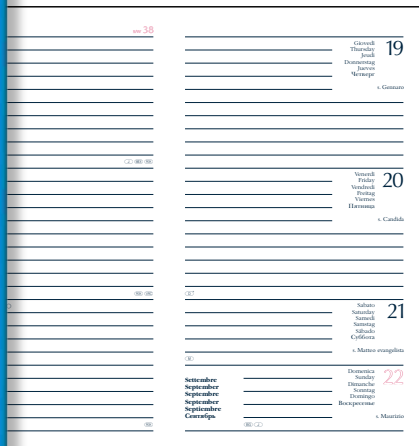 38
Giovedì 19
Thursday
Jeudi
Donnerstag
Jueves
Четверг
s. Gennaro
Venerdì 20
Friday
Vendredi
Freitag
Viernes
Пятница
s. Candida
Sabato 21
Saturday
Samedi
Samstag
Sábado
Суббота
s. Matteo evangelista
Domenica 22
Sunday
Dimanche
Sonntag
Domingo
Воскресенье
s. Maurizio
Settembre
September
Septembre
September
Septiembre
Сентябрь